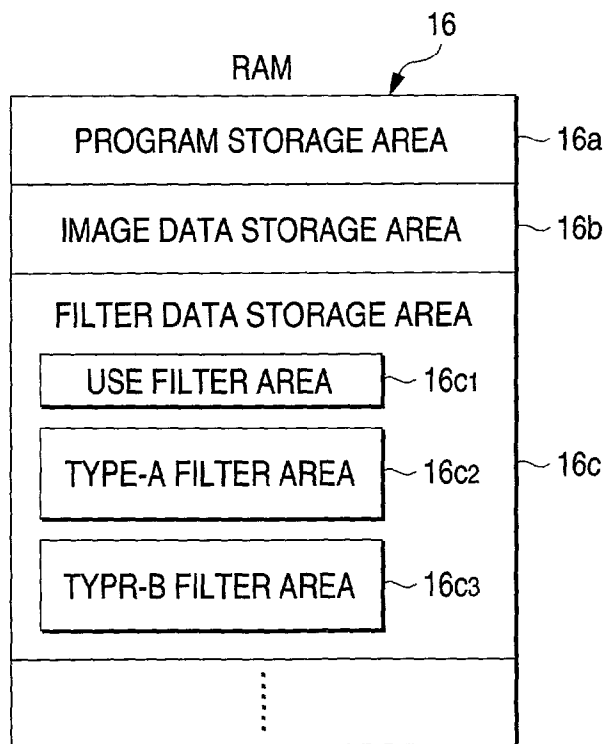 16
RAM
PROGRAM STORAGE AREA 16a
IMAGE DATA STORAGE AREA 16b
FILTER DATA STORAGE AREA
USE FILTER AREA 16c1
TYPE-A FILTER AREA 16c2
16c
TYPR-B FILTER AREA 16c3